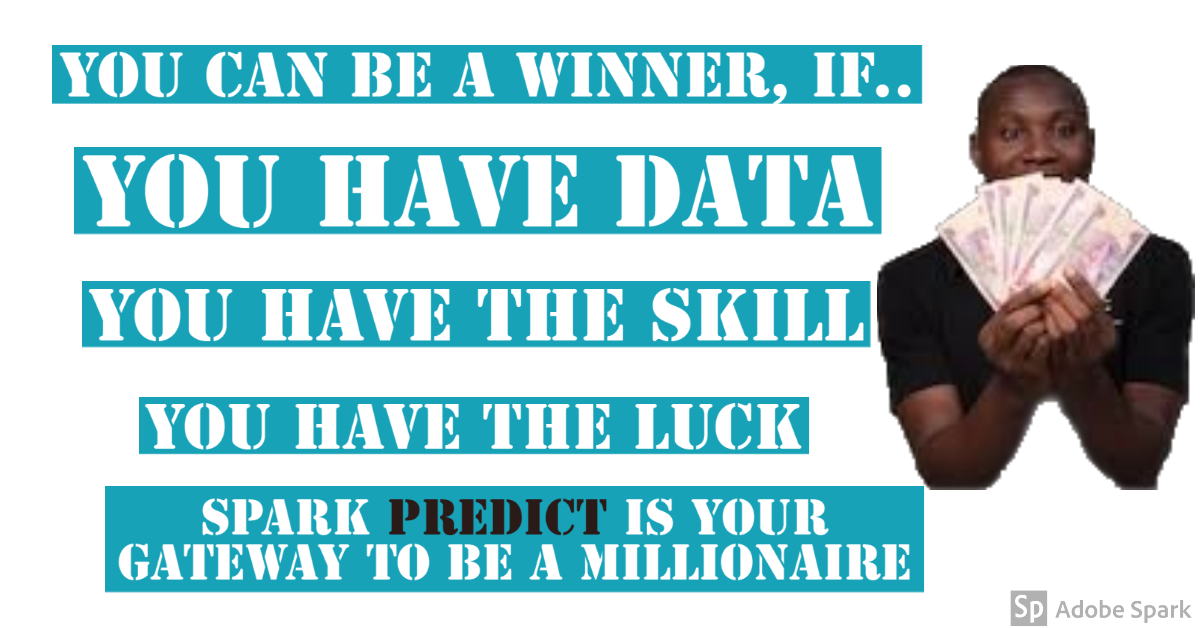 YOU CAN BE A WINNER, IF..
YOU HAVE DATA
YOU HAVE THE SKILL
YOU HAVE THE LUCK
SPARK PREDICT IS YOUR
GATEWAY TO BE A MILLIONAIRE
Sp Adobe Spark